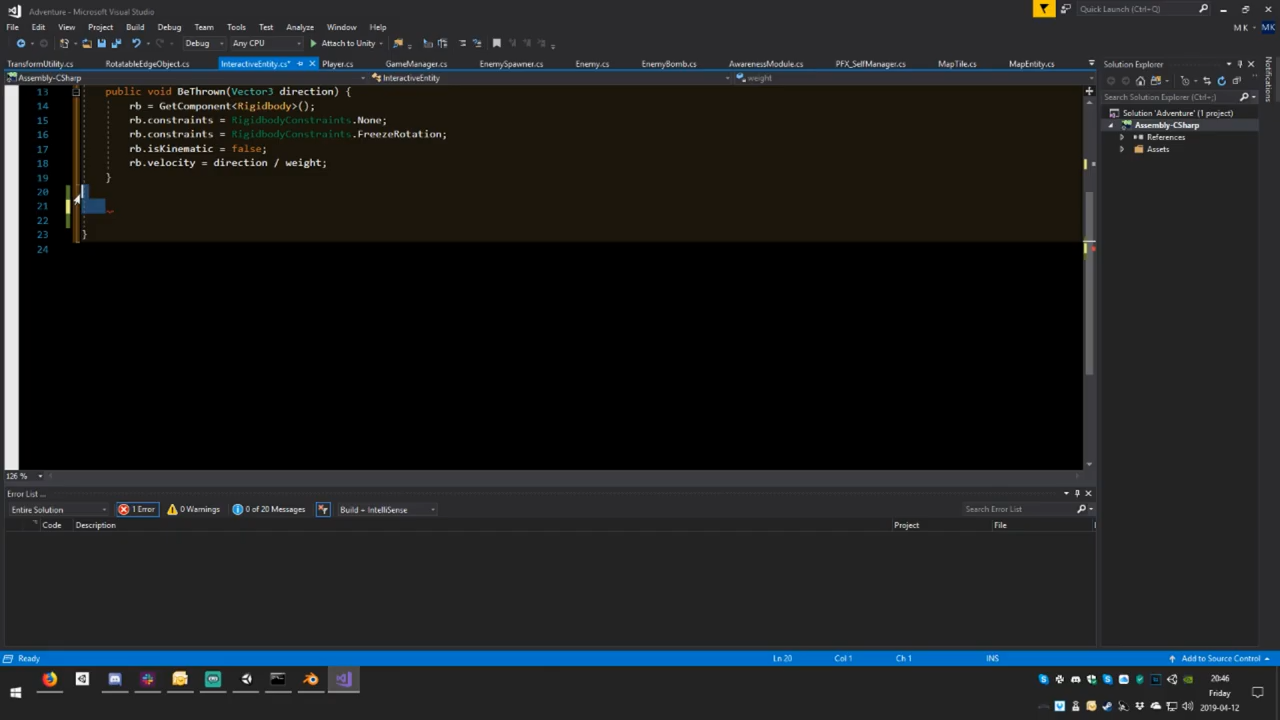 Adventure - Microsoft Visual Studio
Quick Launch (Ctrl+Q)
File Edit View Project Build Debug Team Tools Test Analyze Window Help
M K MK
Debug Any CPU Attach to Unity
TransformUtility.cs RotatableEdgeObject.cs InteractiveEntity.cs* Player.cs GameManager.cs EnemySpawner.cs Enemy.cs EnemyBomb.cs AwarenessModule.cs PFX_SelfManager.cs MapTile.cs MapEntity.cs
Assembly-CSharp InteractiveEntity weight
13 public void BeThrown(Vector3 direction) {
14 rb = GetComponent<Rigidbody>();
15 rb.constraints = RigidbodyConstraints.None;
16 rb.constraints = RigidbodyConstraints.FreezeRotation;
17 rb.isKinematic = false;
18 rb.velocity = direction / weight;
19 }
20
21
22
23 }
24
126 %
Solution Explorer
Search Solution Explorer (Ctrl+;)
Solution 'Adventure' (1 project)
Assembly-CSharp
References
Assets
Notifications
Error List ...
Entire Solution 1 Error 0 Warnings 0 of 20 Messages Build + IntelliSense Search Error List
Code Description Project File
Ready Ln 20 Col 1 Ch 1 INS Add to Source Control
20:46
Friday
2019-04-12